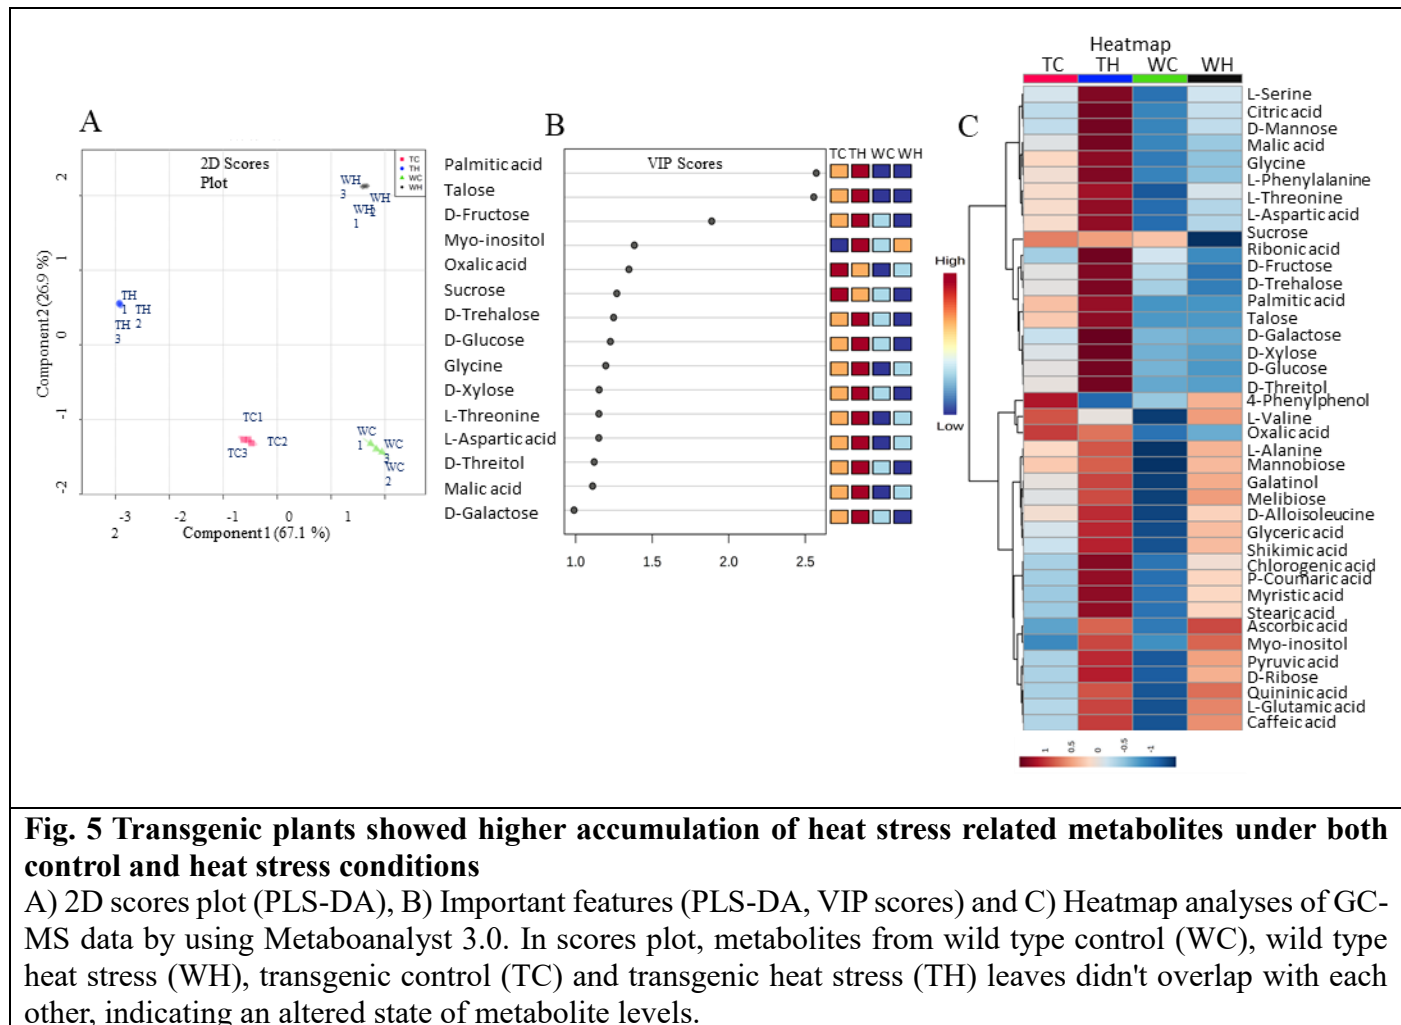 A
2D Scores
Plot
TC
TH
WC
WH
Component2 (26.9 %)
2
1
0
-1
-2
WH
3
WH
2
WH
1
TH
1
TH
2
TH
3
TC1
TC2
TC3
WC
1
WC
3
WC
2
-3
-2
-1
0
1
2
Component1 (67.1 %)
B
VIP Scores
TC TH WC WH
Palmitic acid
Talose
D-Fructose
Myo-inositol
Oxalic acid
Sucrose
D-Trehalose
D-Glucose
Glycine
D-Xylose
L-Threonine
L-Aspartic acid
D-Threitol
Malic acid
D-Galactose
1.0 1.5 2.0 2.5
High
Low
C
Heatmap
TC TH WC WH
L-Serine
Citric acid
D-Mannose
Malic acid
Glycine
L-Phenylalanine
L-Threonine
L-Aspartic acid
Sucrose
Ribonic acid
D-Fructose
D-Trehalose
Palmitic acid
Talose
D-Galactose
D-Xylose
D-Glucose
D-Threitol
4-Phenylphenol
L-Valine
Oxalic acid
L-Alanine
Mannobiose
Galatinol
Melibiose
D-Alloisoleucine
Glyceric acid
Shikimic acid
Chlorogenic acid
P-Coumaric acid
Myristic acid
Stearic acid
Ascorbic acid
Myo-inositol
Pyruvic acid
D-Ribose
Quininic acid
L-Glutamic acid
Caffeic acid
1 0.5 0 -0.5 -1
Fig. 5 Transgenic plants showed higher accumulation of heat stress related metabolites under both
control and heat stress conditions
A) 2D scores plot (PLS-DA), B) Important features (PLS-DA, VIP scores) and C) Heatmap analyses of GC-
MS data by using Metaboanalyst 3.0. In scores plot, metabolites from wild type control (WC), wild type
heat stress (WH), transgenic control (TC) and transgenic heat stress (TH) leaves didn't overlap with each
other, indicating an altered state of metabolite levels.